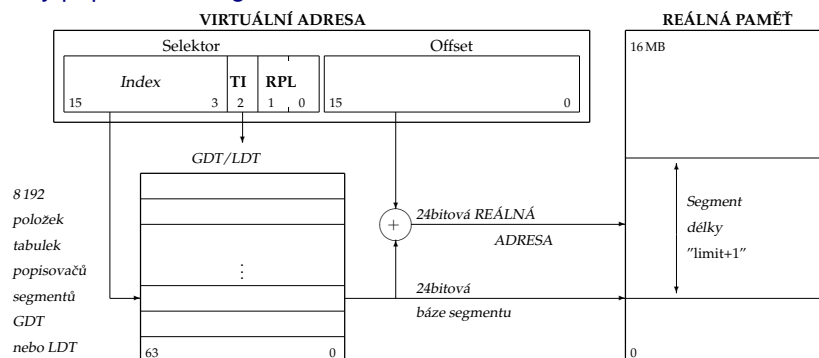 VIRTUÁLNÍ ADRESA
REÁLNÁ PAMĚŤ
Selektor
Offset
16 MB
Index
TI
RPL
15
3
2
1
0
15
0
GDT/LDT
8 192
položek
tabulek
popisovačů
segmentů
GDT
nebo LDT
⋮
63
0
+
24bitová REÁLNÁ
ADRESA
24bitová
báze segmentu
Segment
délky
"limit+1"
0